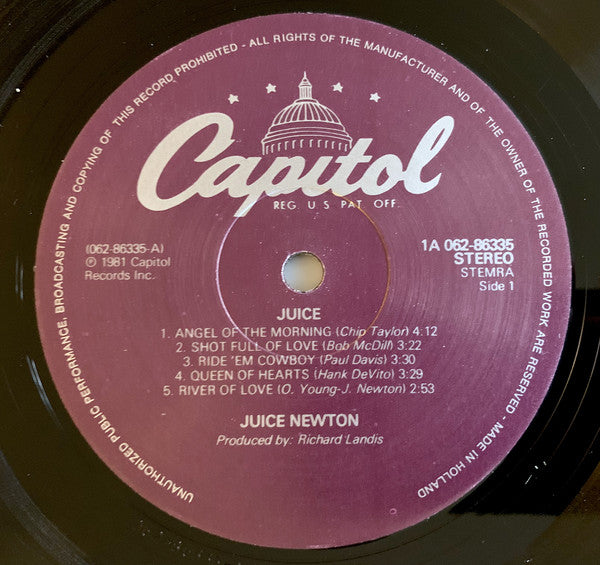 UNAUTHORIZED PUBLIC PERFORMANCE, BROADCASTING AND COPYING OF THIS RECORD PROHIBITED - ALL RIGHTS OF THE MANUFACTURER AND OF THE OWNER OF THE RECORDED WORK ARE RESERVED - MADE IN HOLLAND
Capitol
REG. U.S. PAT. OFF.
(062-86335-A)
℗ 1981 Capitol
Records Inc.
1A 062-86335
STEREO
STEMRA
Side 1
JUICE
1. ANGEL OF THE MORNING (Chip Taylor) 4:12
2. SHOT FULL OF LOVE (Bob McDill) 3:22
3. RIDE 'EM COWBOY (Paul Davis) 3:30
4. QUEEN OF HEARTS (Hank DeVito) 3:29
5. RIVER OF LOVE (O. Young-J. Newton) 2:53
JUICE NEWTON
Produced by: Richard Landis